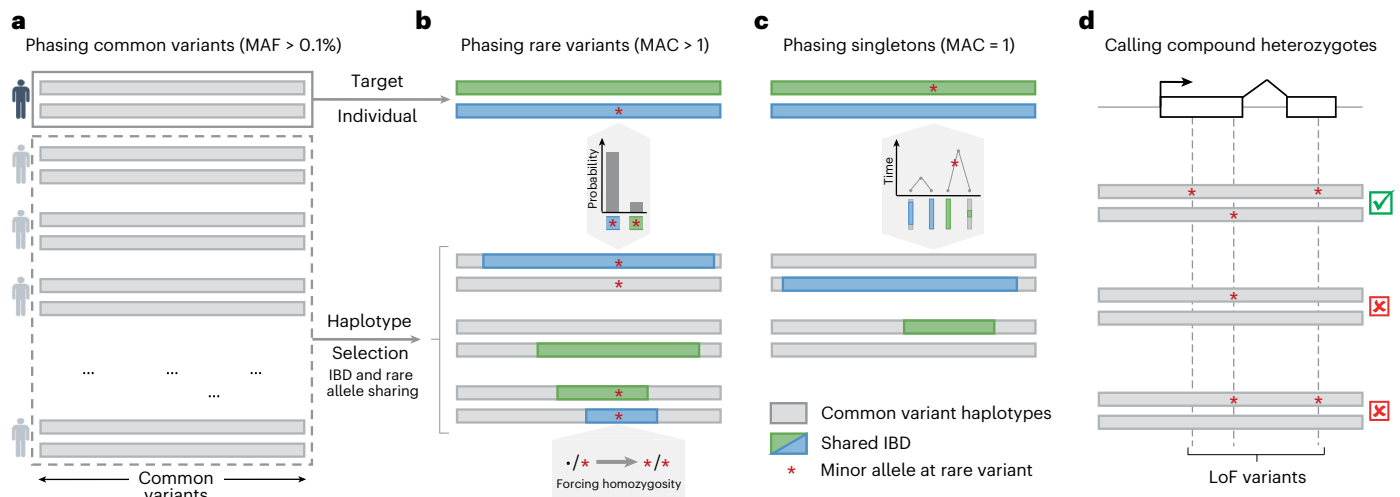 a
Phasing common variants (MAF > 0.1%)
Target
Individual
...
...
...
...
Haplotype
Selection
IBD and rare
allele sharing
Common
variants
b
Phasing rare variants (MAC > 1)
*
Probability
* *
*
*
*
*
·/* */*
Forcing homozygosity
c
Phasing singletons (MAC = 1)
*
Time
*
Common variant haplotypes
Shared IBD
* Minor allele at rare variant
d
Calling compound heterozygotes
* *
*
*
* *
LoF variants